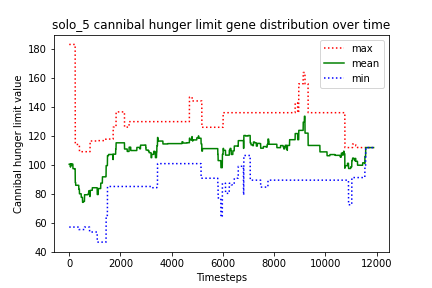 solo_5 cannibal hunger limit gene distribution over time
max
mean
min
Cannibal hunger limit value
180
160
140
120
100
80
60
40
0
2000
4000
6000
8000
10000
12000
Timesteps